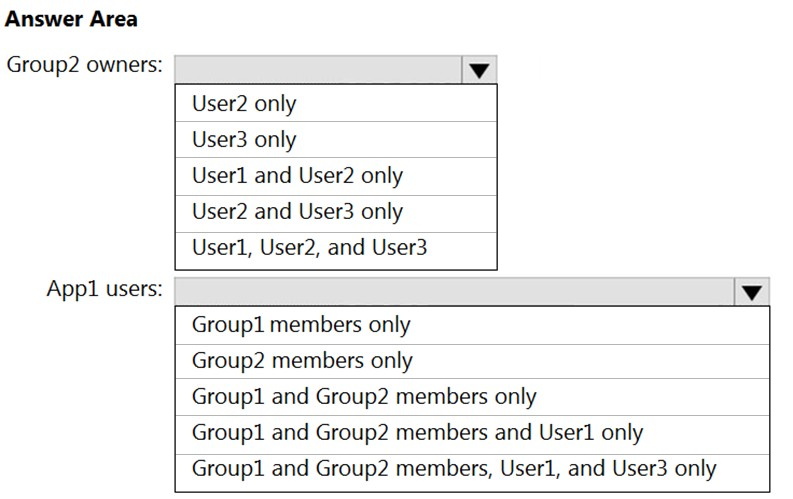 Answer Area
Group2 owners:
User2 only
User3 only
User1 and User2 only
User2 and User3 only
User1, User2, and User3
App1 users:
Group1 members only
Group2 members only
Group1 and Group2 members only
Group1 and Group2 members and User1 only
Group1 and Group2 members, User1, and User3 only